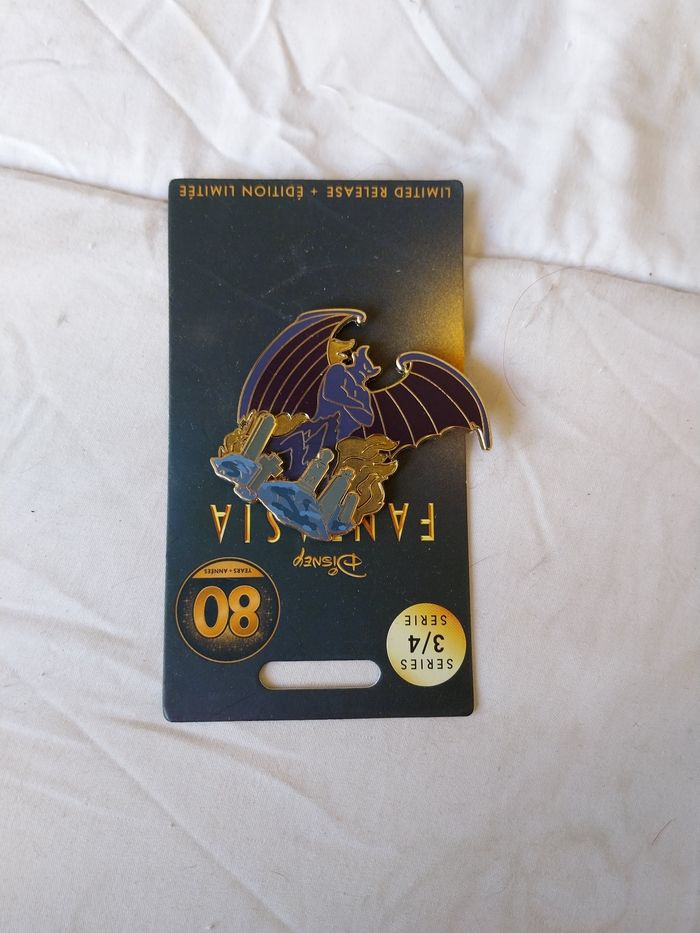 SERIES
3/4
SERIE
80
YEARS + ANNÉES
DISNEY
FANTASIA
LIMITED RELEASE + ÉDITION LIMITÉE